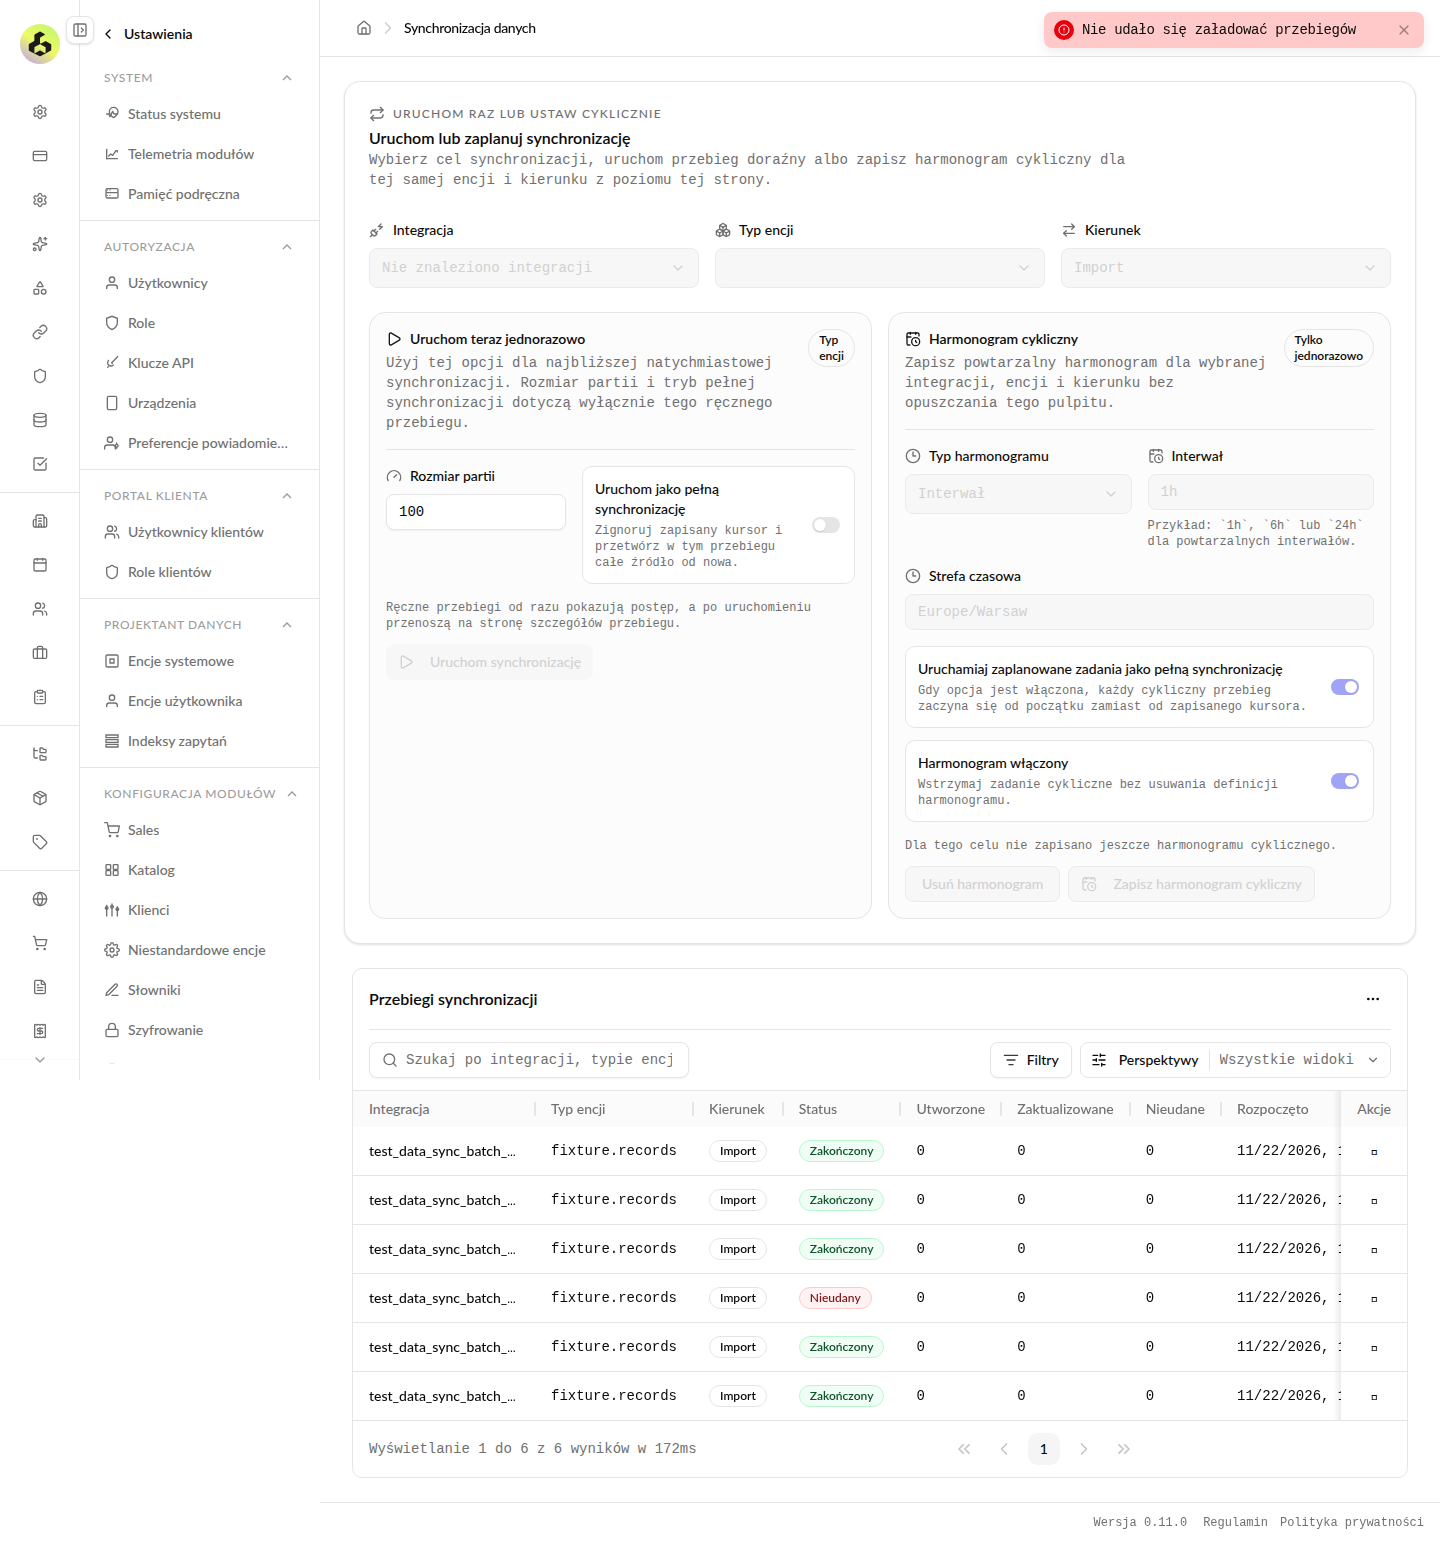 Ustawienia
SYSTEM
Status systemu
Telemetria modułów
Pamięć podręczna
AUTORYZACJA
Użytkownicy
Role
Klucze API
Urządzenia
Preferencje powiadomie...
PORTAL KLIENTA
Użytkownicy klientów
Role klientów
PROJEKTANT DANYCH
Encje systemowe
Encje użytkownika
Indeksy zapytań
KONFIGURACJA MODUŁÓW
Sales
Katalog
Klienci
Niestandardowe encje
Słowniki
Szyfrowanie
Synchronizacja danych
Nie udało się załadować przebiegów
URUCHOM RAZ LUB USTAW CYKLICZNIE
Uruchom lub zaplanuj synchronizację
Wybierz cel synchronizacji, uruchom przebieg doraźny albo zapisz harmonogram cykliczny dla
tej samej encji i kierunku z poziomu tej strony.
Integracja
Typ encji
Kierunek
Nie znaleziono integracji
Import
Uruchom teraz jednorazowo
Typ
encji
Użyj tej opcji dla najbliższej natychmiastowej
synchronizacji. Rozmiar partii i tryb pełnej
synchronizacji dotyczą wyłącznie tego ręcznego
przebiegu.
Rozmiar partii
100
Uruchom jako pełną
synchronizację
Zignoruj zapisany kursor i
przetwórz w tym przebiegu
całe źródło od nowa.
Ręczne przebiegi od razu pokazują postęp, a po uruchomieniu
przenoszą na stronę szczegółów przebiegu.
Uruchom synchronizację
Harmonogram cykliczny
Tylko
jednorazowo
Zapisz powtarzalny harmonogram dla wybranej
integracji, encji i kierunku bez
opuszczania tego pulpitu.
Typ harmonogramu
Interwał
Interwał
1h
Przykład: `1h`, `6h` lub `24h`
dla powtarzalnych interwałów.
Strefa czasowa
Europe/Warsaw
Uruchamiaj zaplanowane zadania jako pełną synchronizację
Gdy opcja jest włączona, każdy cykliczny przebieg
zaczyna się od początku zamiast od zapisanego kursora.
Harmonogram włączony
Wstrzymaj zadanie cykliczne bez usuwania definicji
harmonogramu.
Dla tego celu nie zapisano jeszcze harmonogramu cyklicznego.
Usuń harmonogram
Zapisz harmonogram cykliczny
Przebiegi synchronizacji
Szukaj po integracji, typie encj
Filtry
Perspektywy
Wszystkie widoki
Integracja Typ encji Kierunek Status Utworzone Zaktualizowane Nieudane Rozpoczęto Akcje
test_data_sync_batch_... fixture.records Import Zakończony 0 0 0 11/22/2026, 1
test_data_sync_batch_... fixture.records Import Zakończony 0 0 0 11/22/2026, 1
test_data_sync_batch_... fixture.records Import Zakończony 0 0 0 11/22/2026, 1
test_data_sync_batch_... fixture.records Import Nieudany 0 0 0 11/22/2026, 1
test_data_sync_batch_... fixture.records Import Zakończony 0 0 0 11/22/2026, 1
test_data_sync_batch_... fixture.records Import Zakończony 0 0 0 11/22/2026, 1
Wyświetlanie 1 do 6 z 6 wyników w 172ms
1
Wersja 0.11.0 Regulamin Polityka prywatności